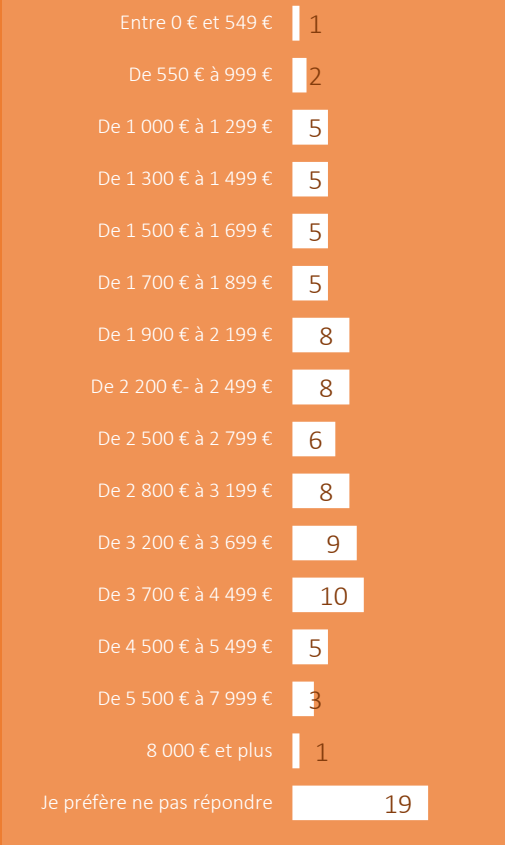 Entre 0 € et 549 € 1
De 550 € à 999 € 2
De 1 000 € à 1 299 € 5
De 1 300 € à 1 499 € 5
De 1 500 € à 1 699 € 5
De 1 700 € à 1 899 € 5
De 1 900 € à 2 199 € 8
De 2 200 €- à 2 499 € 8
De 2 500 € à 2 799 € 6
De 2 800 € à 3 199 € 8
De 3 200 € à 3 699 € 9
De 3 700 € à 4 499 € 10
De 4 500 € à 5 499 € 5
De 5 500 € à 7 999 € 3
8 000 € et plus 1
Je préfère ne pas répondre 19